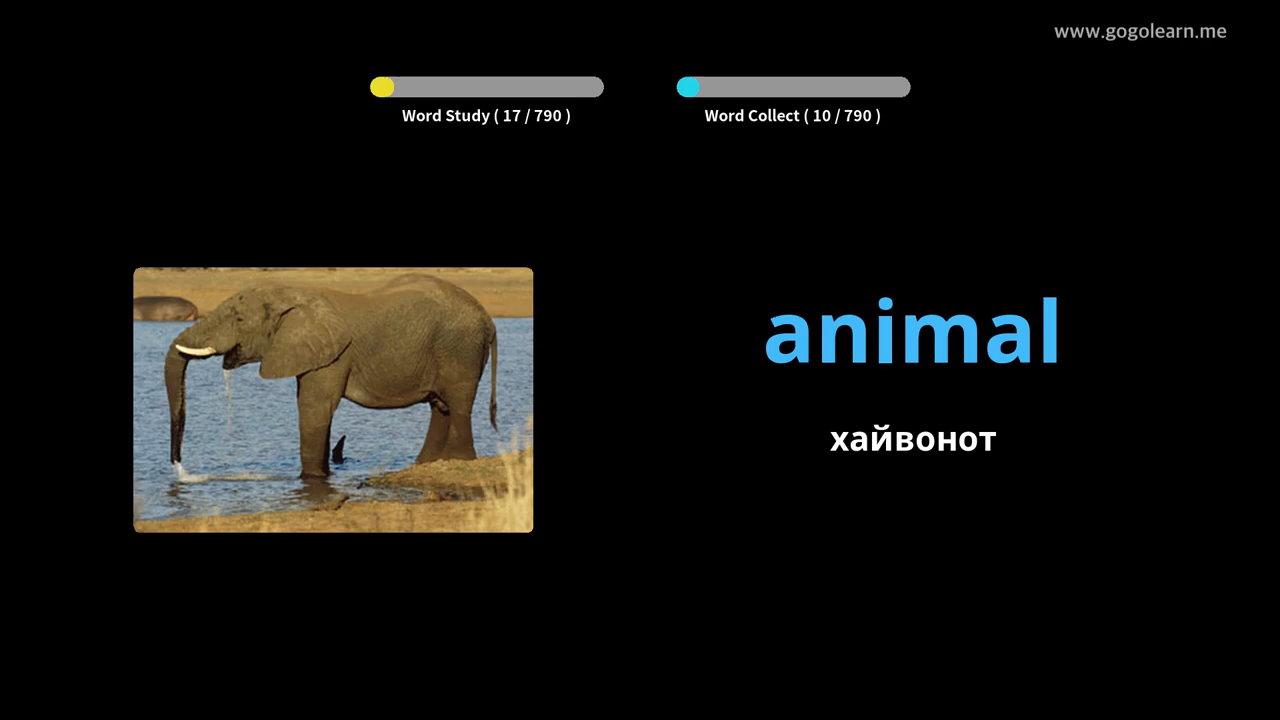 www.gogolearn.me
Word Study ( 17 / 790 )
Word Collect ( 10 / 790 )
animal
хайвонот